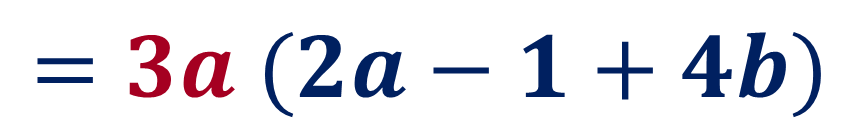 = 3a (2a − 1 + 4b)